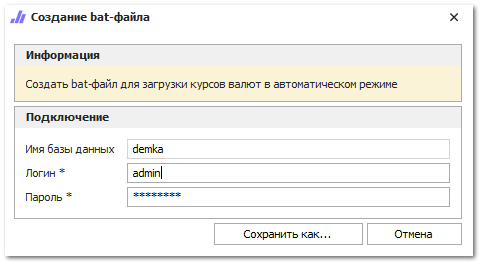 Создание bat-файла
Информация
Создать bat-файл для загрузки курсов валют в автоматическом режиме
Подключение
Имя базы данных demka
Логин * admin
Пароль * ********
Сохранить как... Отмена